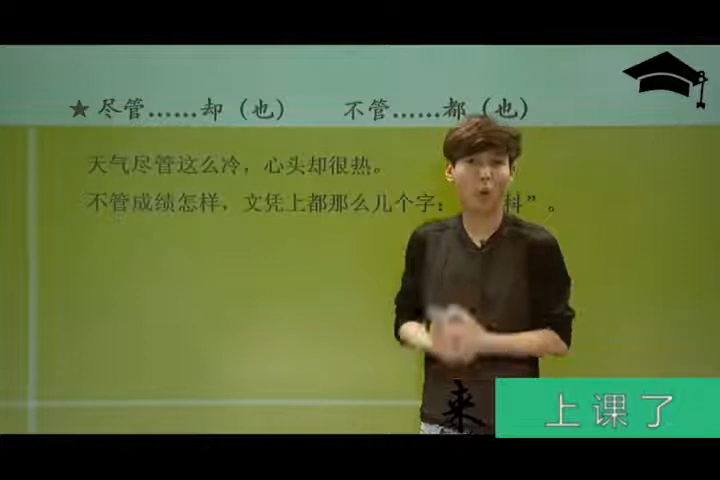 ★ 尽管……却（也） 不管……都（也）
天气尽管这么冷，心头却很热。
不管成绩怎样，文凭上都那么几个字： 科”。
来 上课了